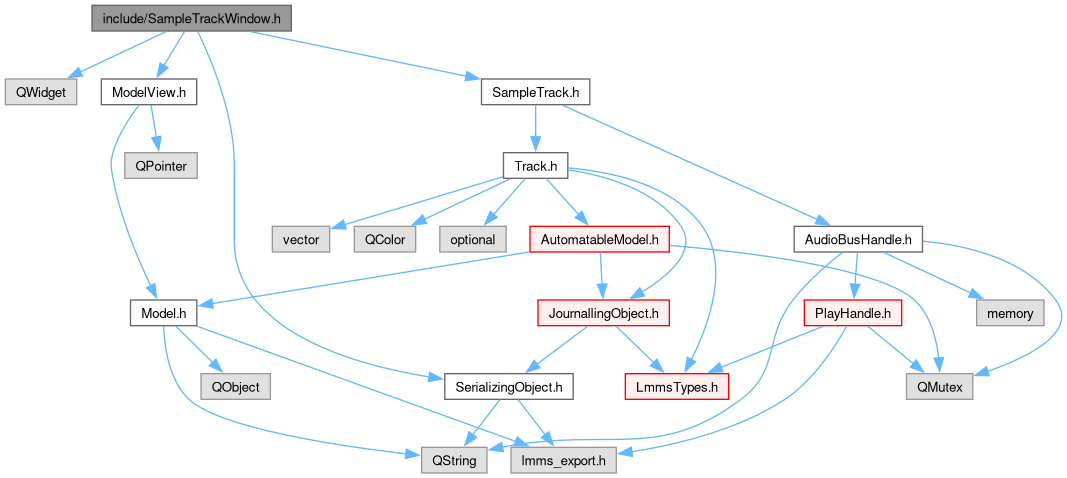 include/SampleTrackWindow.h
QWidget
ModelView.h
SampleTrack.h
QPointer
Track.h
vector
QColor
optional
AutomatableModel.h
AudioBusHandle.h
Model.h
JournallingObject.h
PlayHandle.h
memory
QObject
SerializingObject.h
LmmsTypes.h
QMutex
QString
lmms_export.h